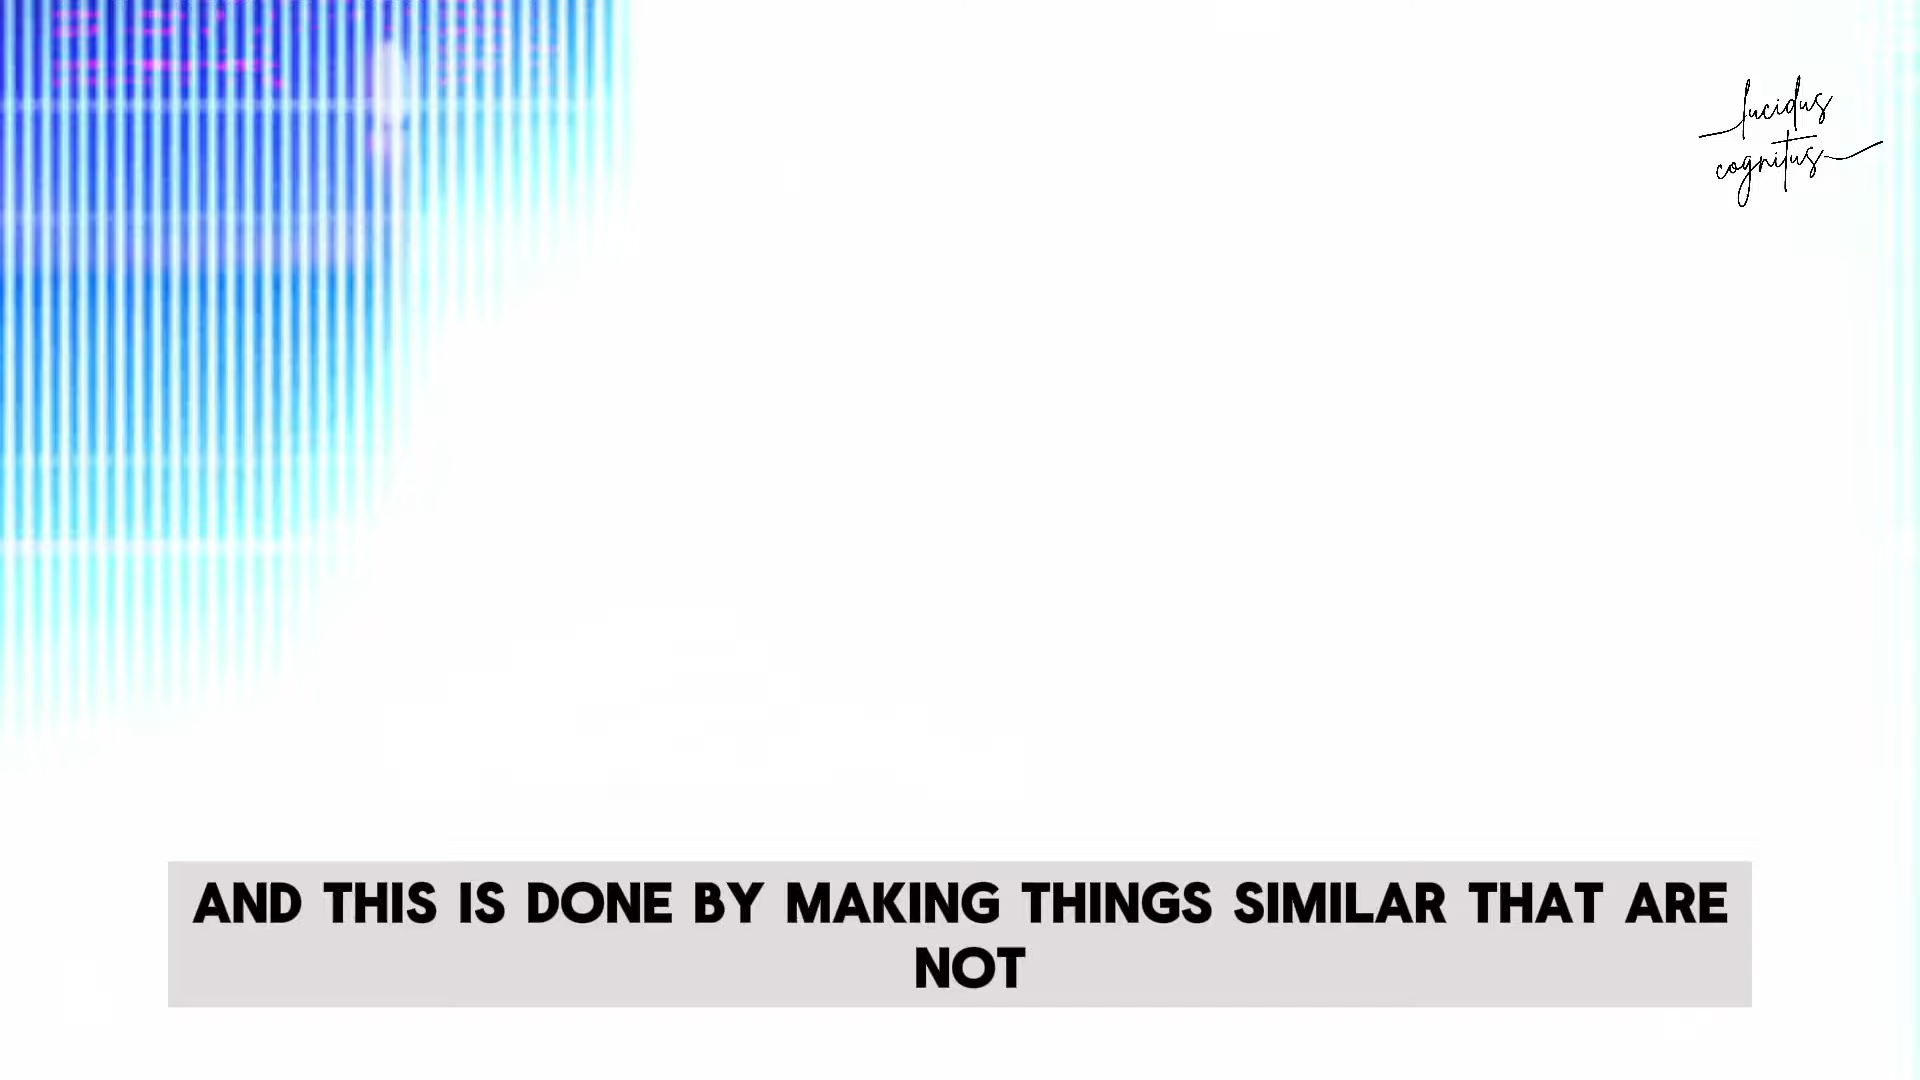 lucidus
cognitus
AND THIS IS DONE BY MAKING THINGS SIMILAR THAT ARE
NOT